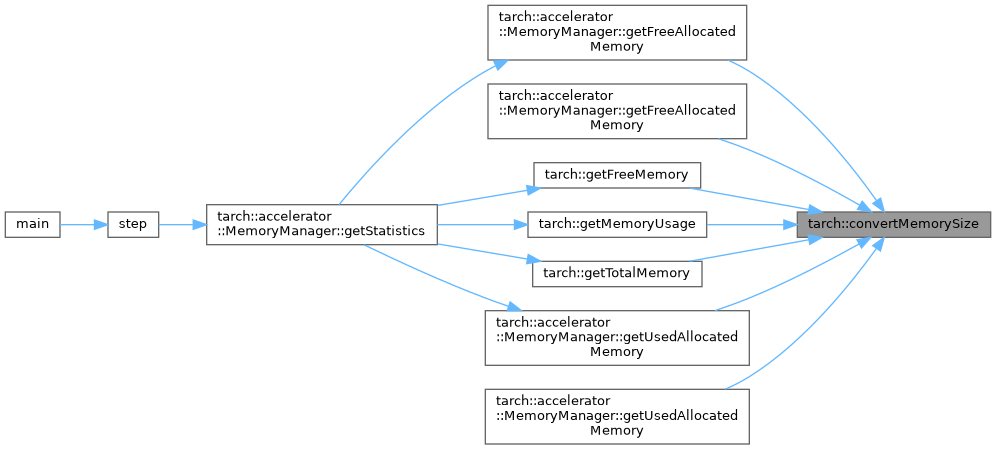 tarch::accelerator
::MemoryManager::getFreeAllocated
Memory
tarch::accelerator
::MemoryManager::getFreeAllocated
Memory
tarch::getFreeMemory
main
step
tarch::accelerator
::MemoryManager::getStatistics
tarch::getMemoryUsage
tarch::convertMemorySize
tarch::getTotalMemory
tarch::accelerator
::MemoryManager::getUsedAllocated
Memory
tarch::accelerator
::MemoryManager::getUsedAllocated
Memory